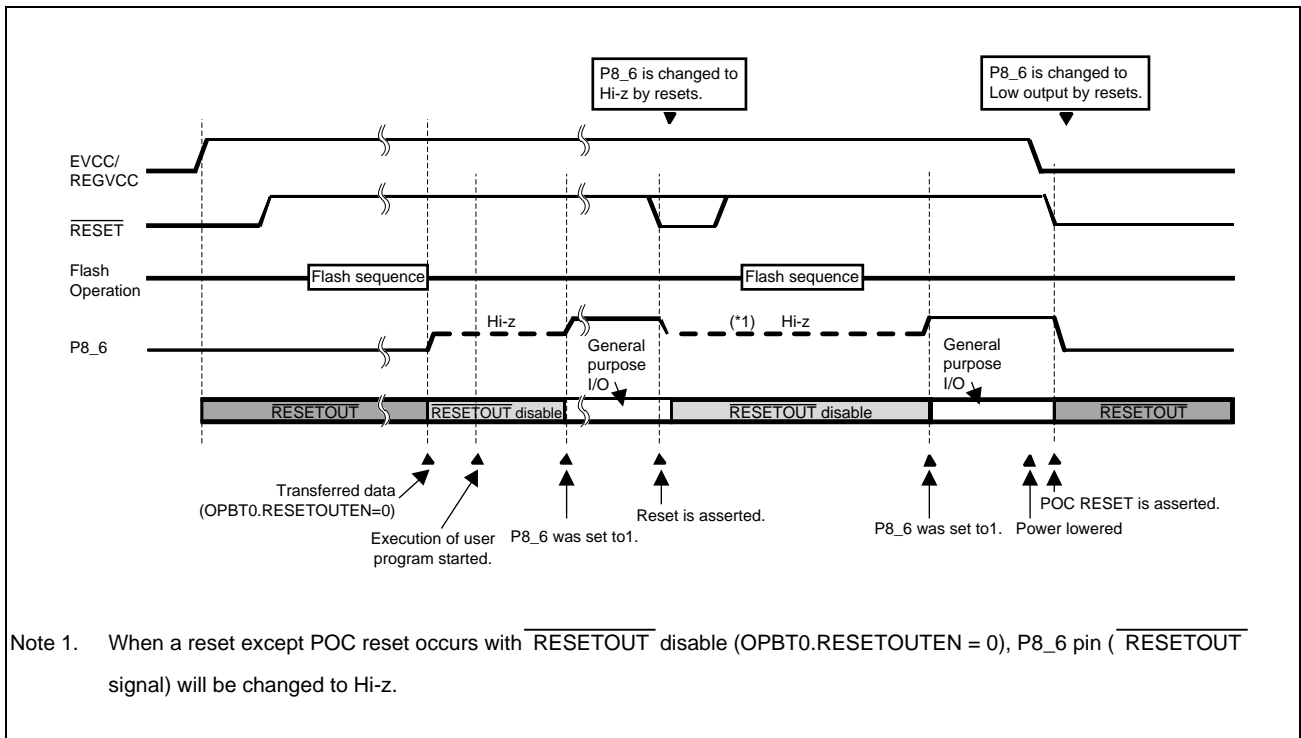 P8_6 is changed to
Hi-z by resets.
P8_6 is changed to
Low output by resets.
EVCC/
REGVCC
RESET
Flash
Operation
Flash sequence
Flash sequence
P8_6
Hi-z
General
purpose
I/O
(*1) Hi-z
General
purpose
I/O
RESETOUT
RESETOUT disable
RESETOUT disable
RESETOUT
Transferred data
(OPBT0.RESETOUTEN=0)
Execution of user
program started.
P8_6 was set to1.
Reset is asserted.
P8_6 was set to1.
Power lowered
POC RESET is asserted.
Note 1. When a reset except POC reset occurs with RESETOUT disable (OPBT0.RESETOUTEN = 0), P8_6 pin ( RESETOUT
signal) will be changed to Hi-z.